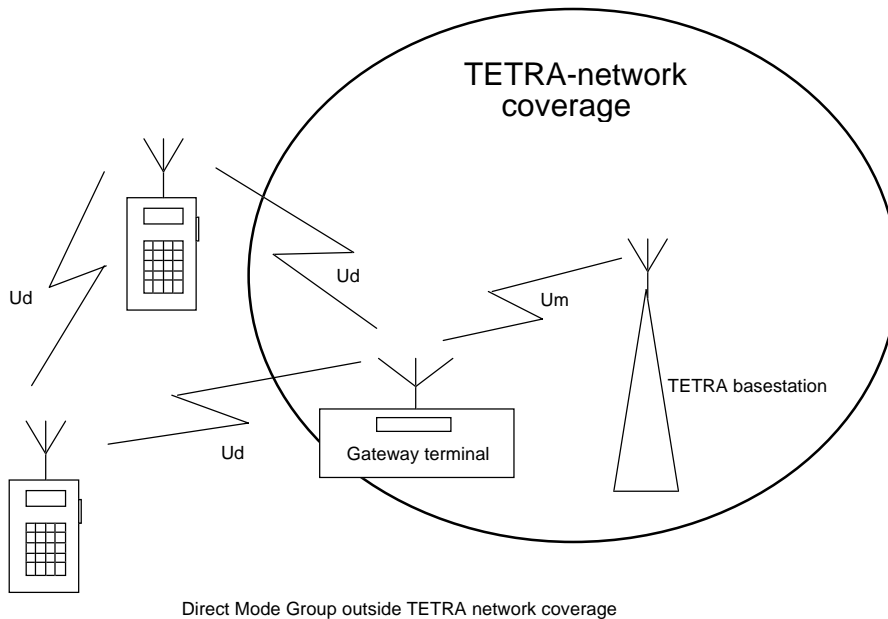 TETRA-network
coverage
Ud
Ud
Um
TETRA basestation
Ud
Gateway terminal
Direct Mode Group outside TETRA network coverage